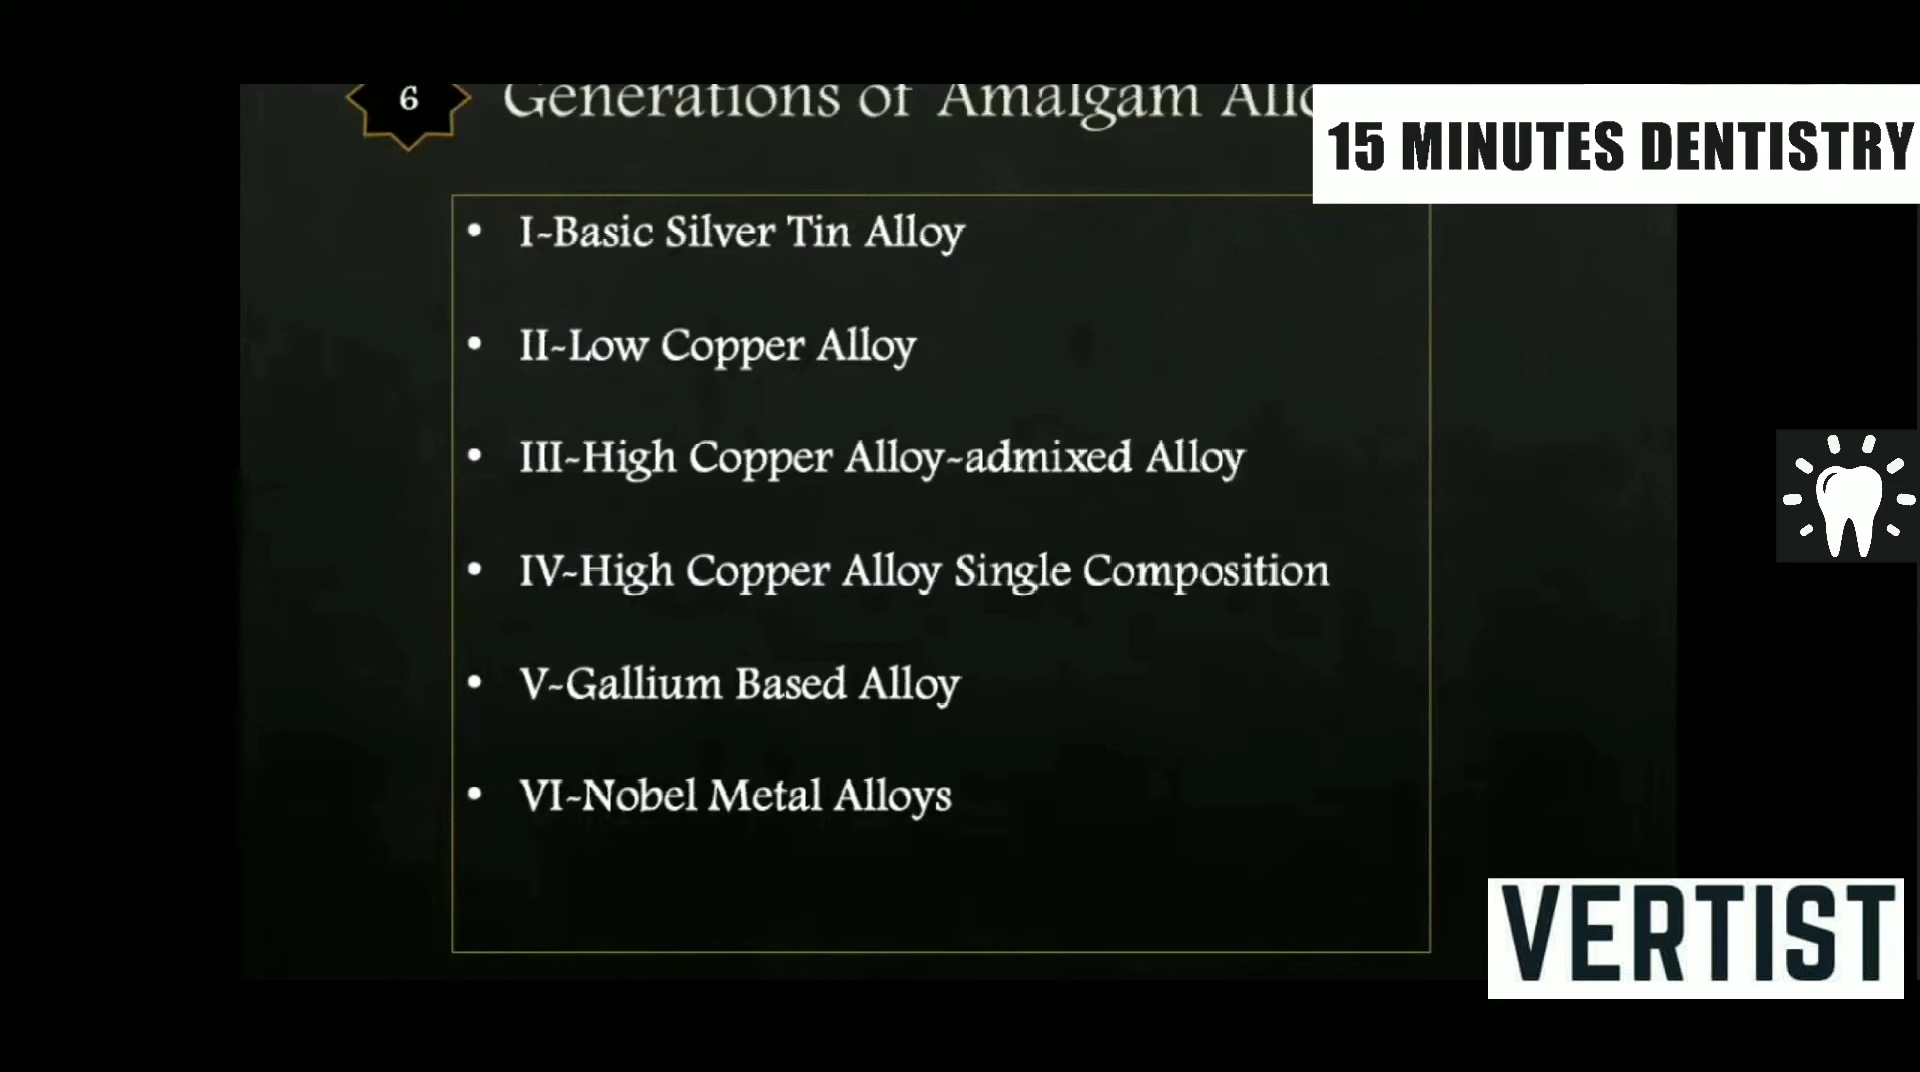 6
Generations of Amalgam
15 MINUTES DENTISTRY
• I-Basic Silver Tin Alloy
• II-Low Copper Alloy
• III-High Copper Alloy-admixed Alloy
• IV-High Copper Alloy Single Composition
• V-Gallium Based Alloy
• VI-Nobel Metal Alloys
VERTIST